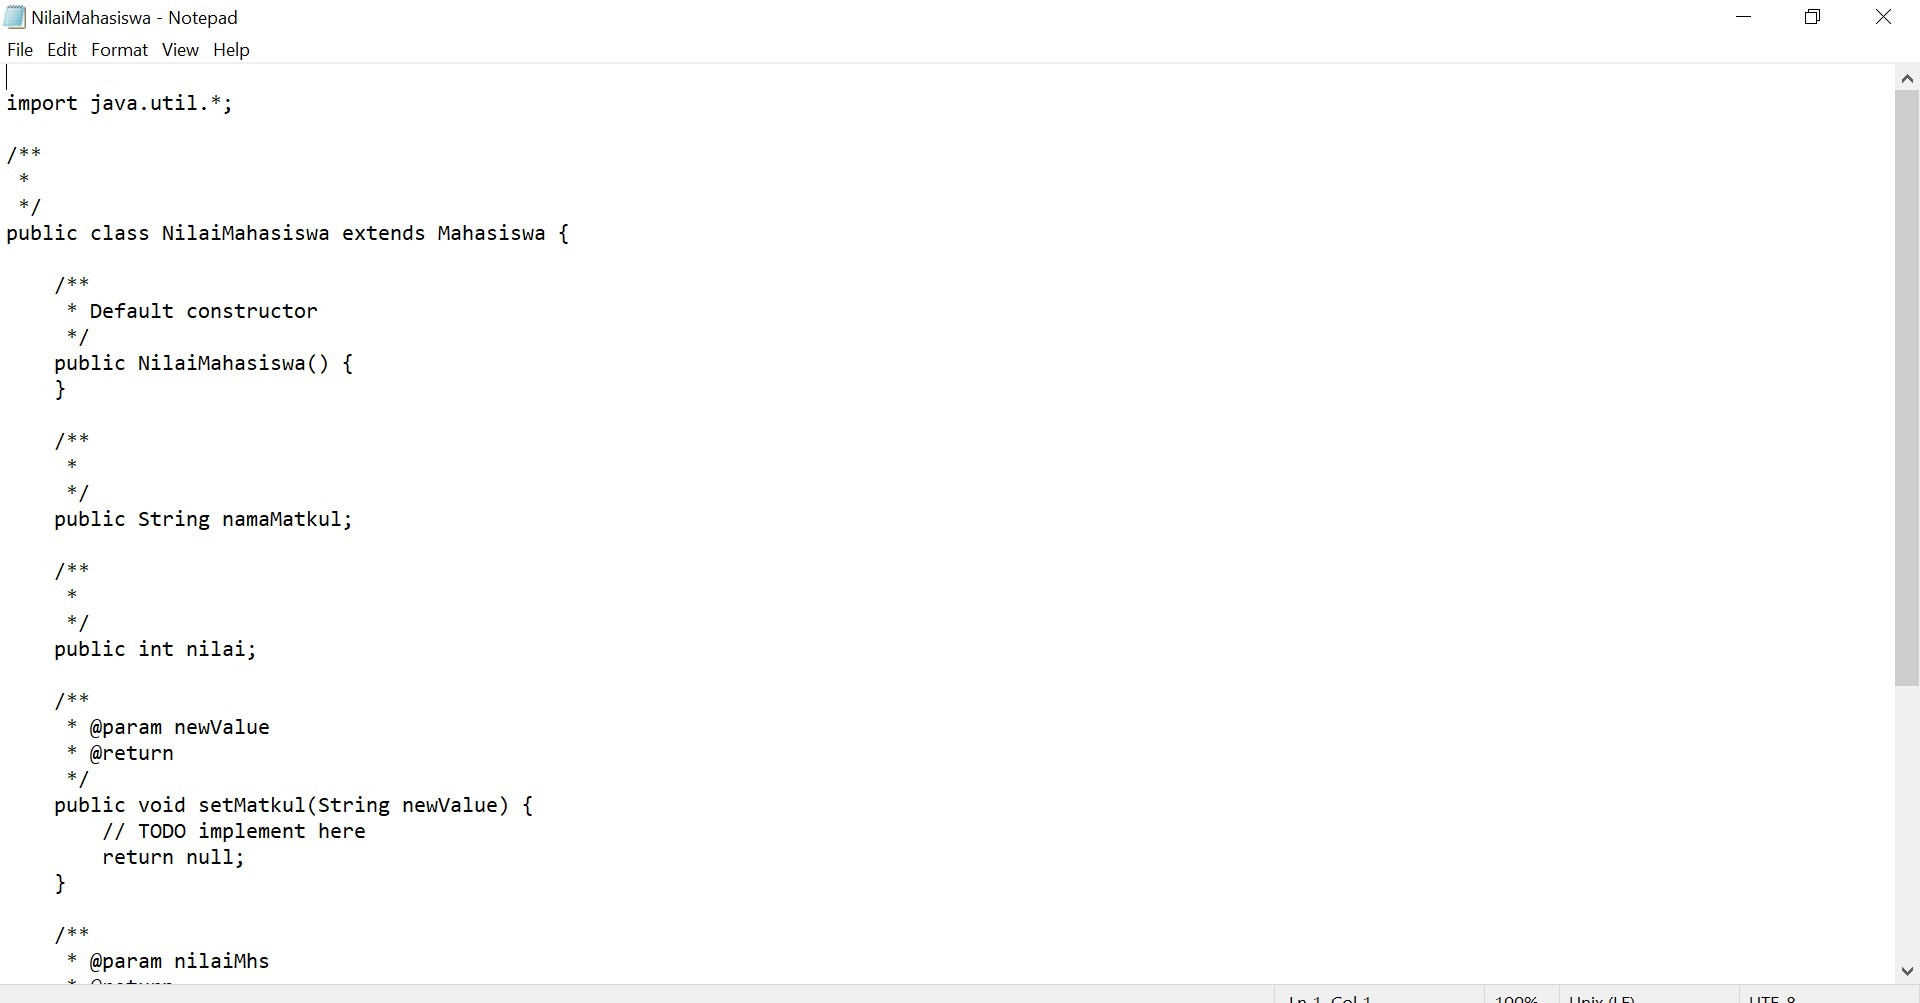 NilaiMahasiswa - Notepad
File Edit Format View Help
import java.util.*;
/**
 *
 */
public class NilaiMahasiswa extends Mahasiswa {
    /**
     * Default constructor
     */
    public NilaiMahasiswa() {
    }
    /**
     *
     */
    public String namaMatkul;
    /**
     *
     */
    public int nilai;
    /**
     * @param newValue
     * @return
     */
    public void setMatkul(String newValue) {
        // TODO implement here
        return null;
    }
    /**
     * @param nilaiMhs
     * @return
Ln 1, Col 1 100% Unix (LF) UTF-8